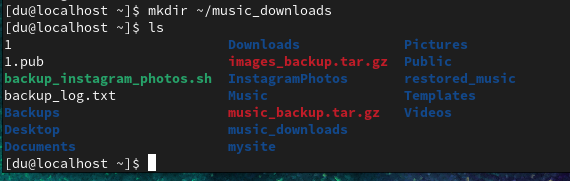 [du@localhost ~]$ mkdir ~/music_downloads
[du@localhost ~]$ ls
1 Downloads Pictures
1.pub images_backup.tar.gz Public
backup_instagram_photos.sh InstagramPhotos restored_music
backup_log.txt Music Templates
Backups music_backup.tar.gz Videos
Desktop music_downloads
Documents mysite
[du@localhost ~]$